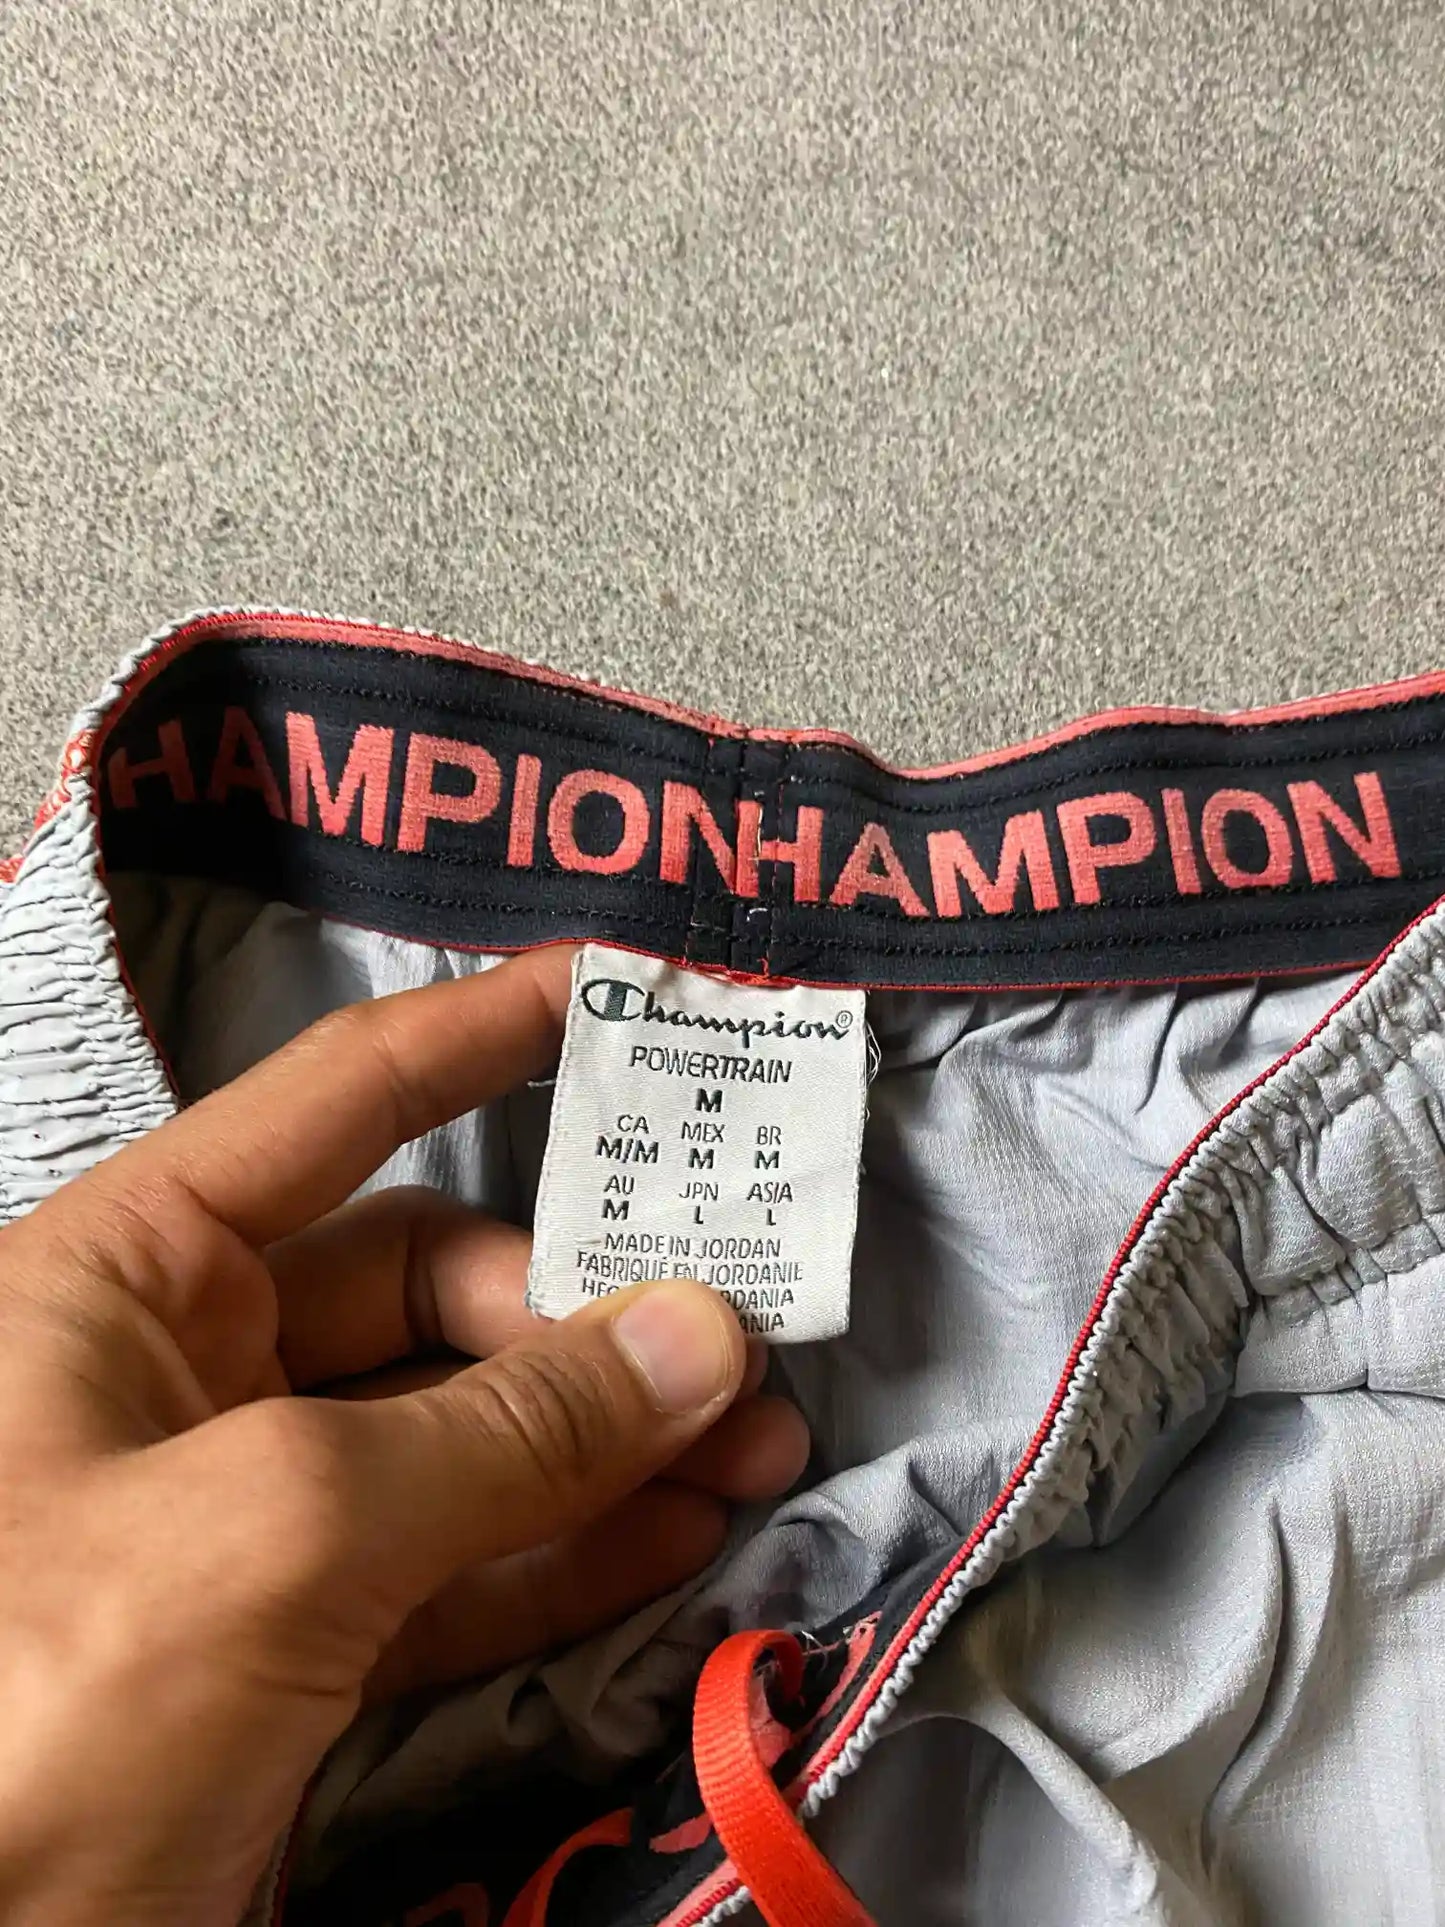 HAMPIONHAMPION
Champion®
POWERTRAIN
M
CA MEX BR
M/M M M
AU JPN ASIA
M L L
MADE IN JORDAN
FABRIQUÉ EN JORDANIE